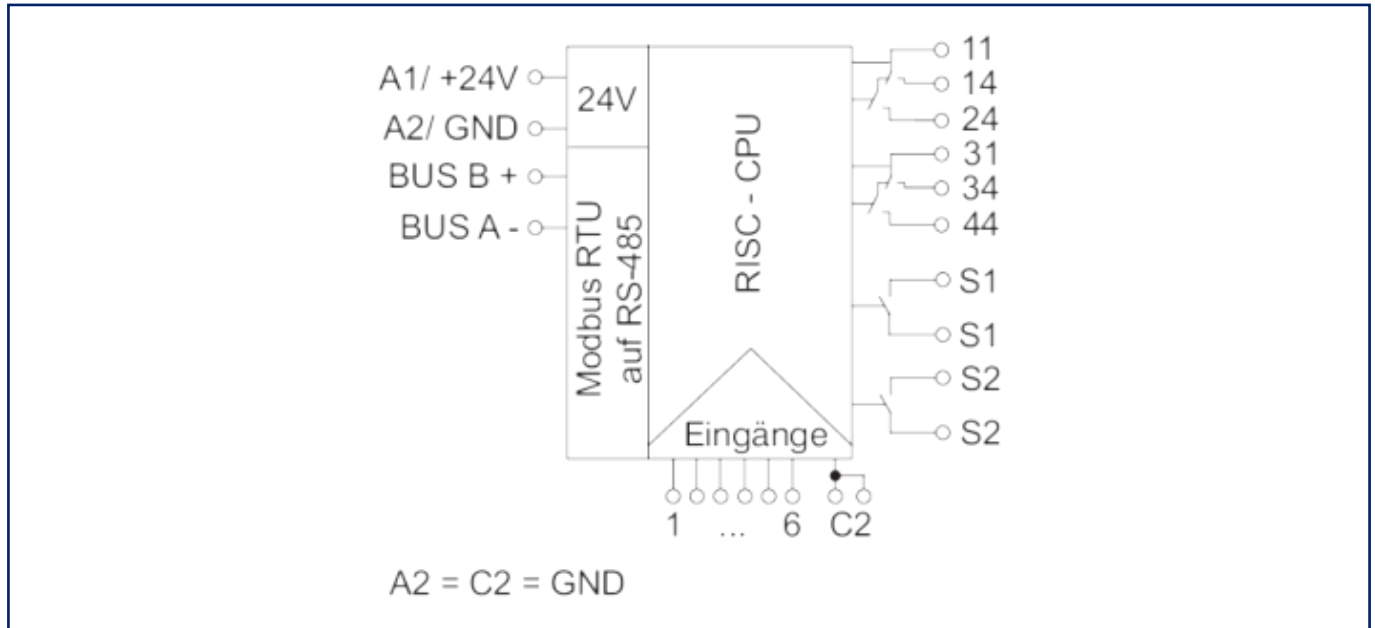 A1/ +24V
A2/ GND
BUS B +
BUS A -
24V
Modbus RTU
auf RS-485
RISC - CPU
Eingänge
11
14
24
31
34
44
S1
S1
S2
S2
1 ... 6 C2
A2 = C2 = GND